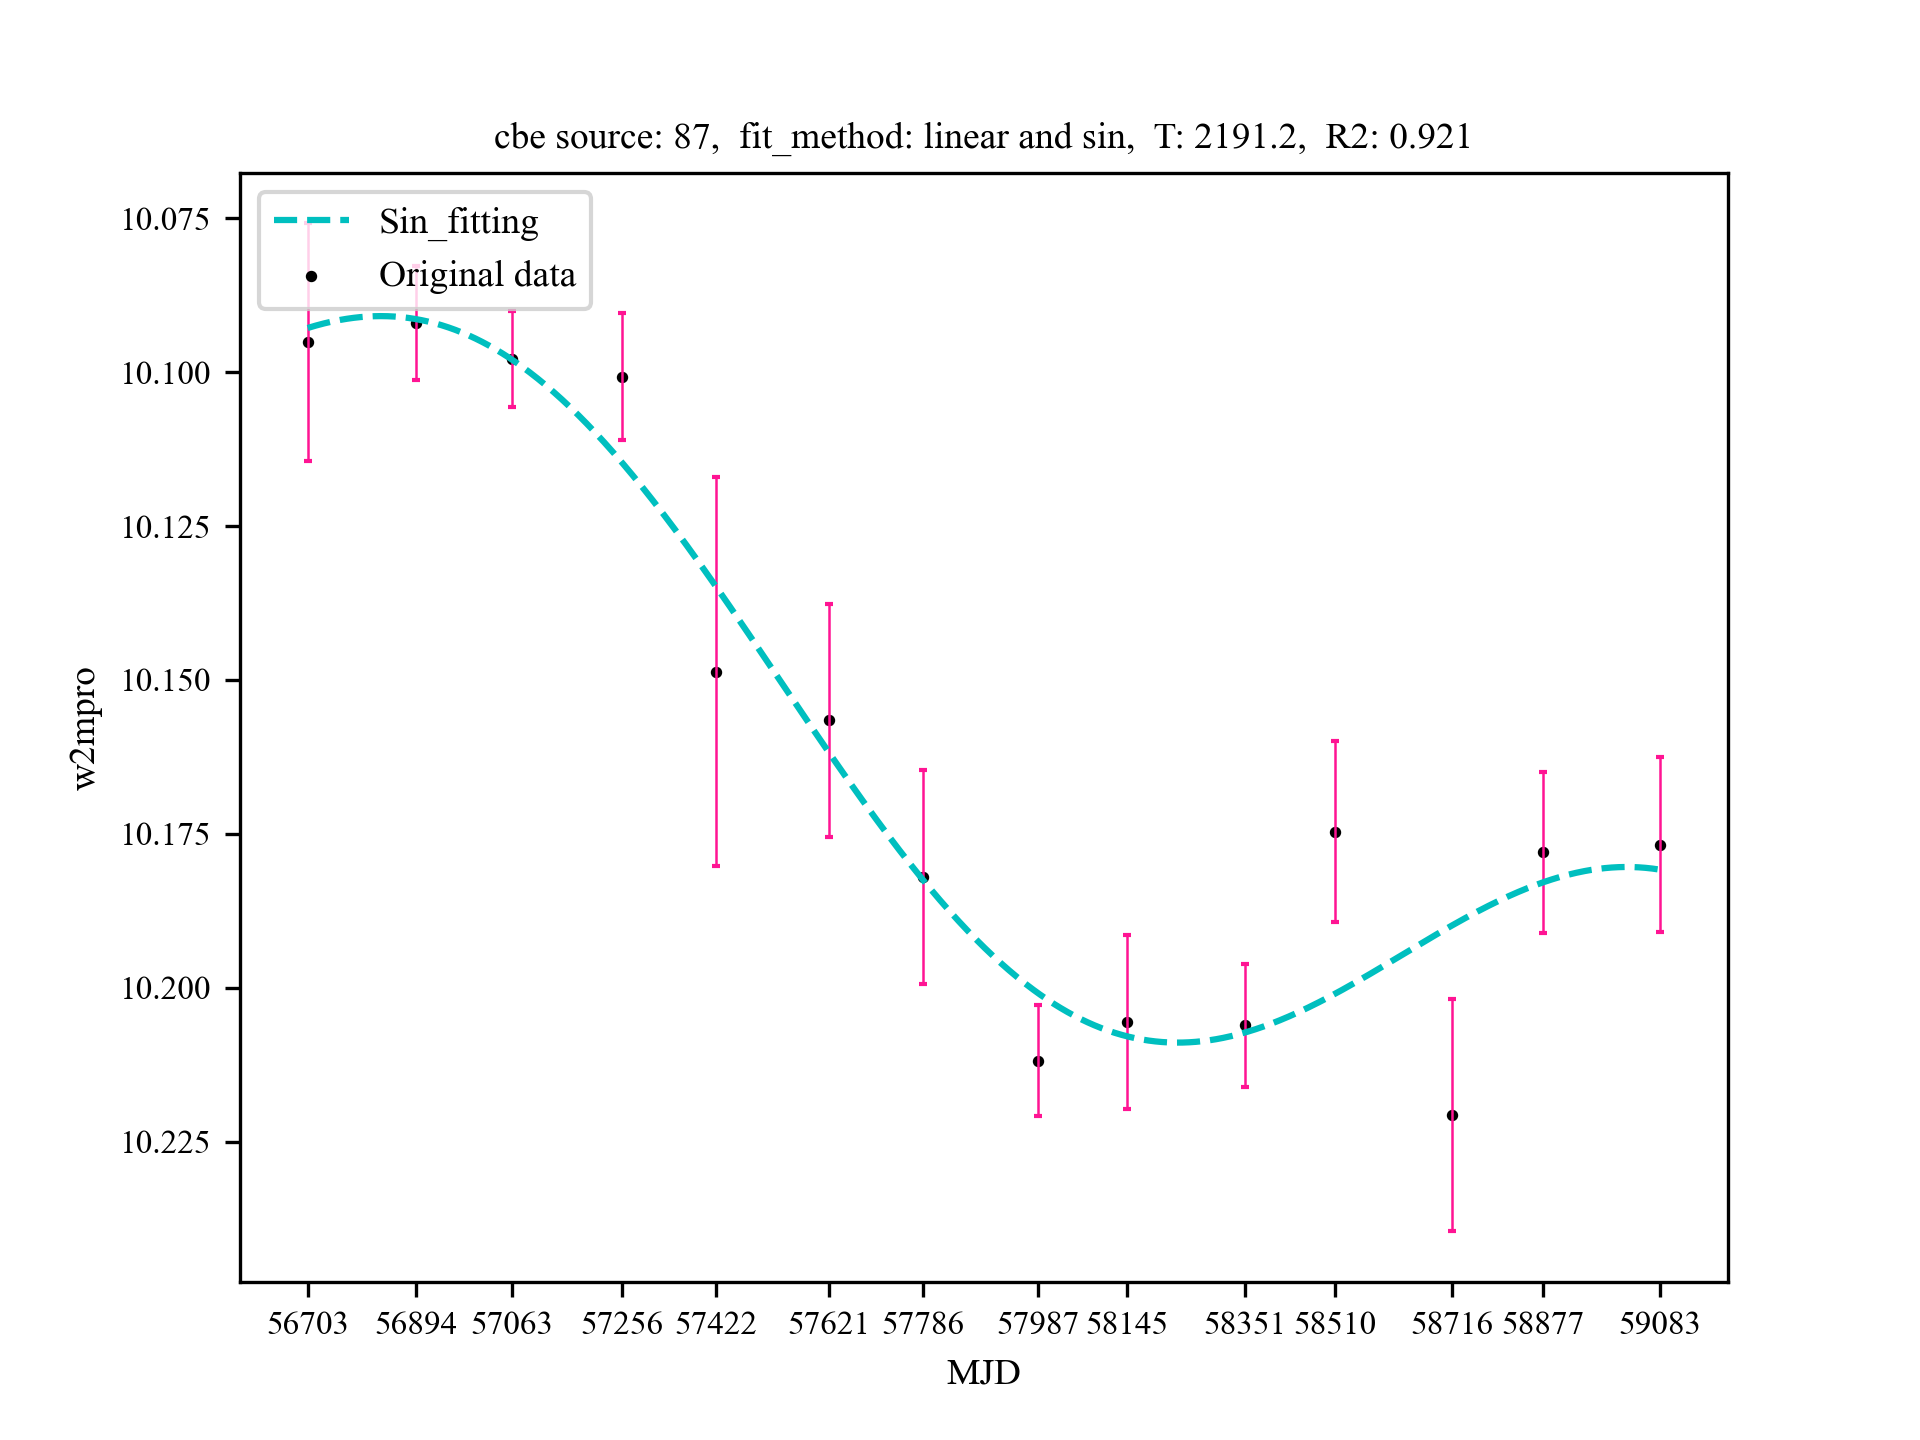 cbe source: 87,  fit_method: linear and sin,  T: 2191.2,  R2: 0.921
Sin_fitting
Original data
10.075
10.100
10.125
10.150
10.175
10.200
10.225
w2mpro
56703 56894 57063 57256 57422 57621 57786 57987 58145 58351 58510 58716 58877 59083
MJD